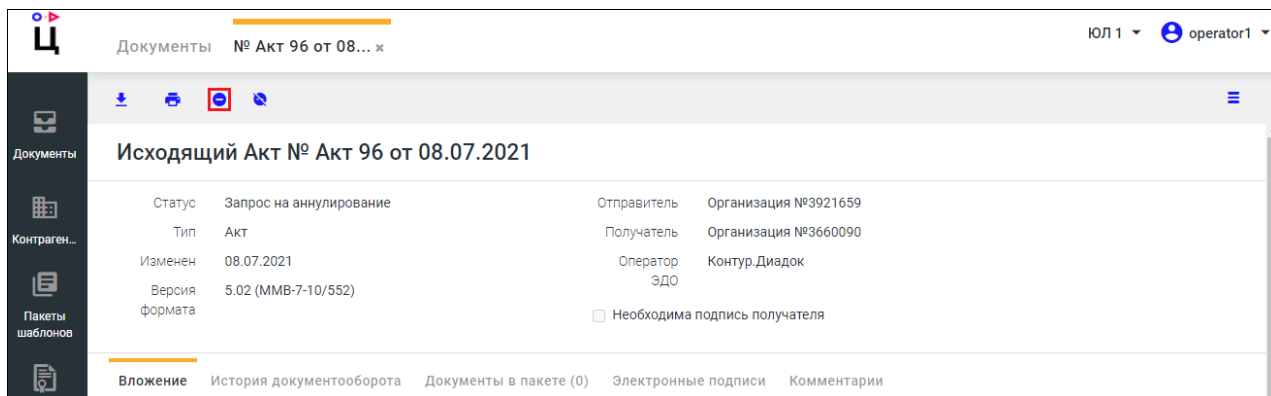 Ц
Документы № Акт 96 от 08... × ЮЛ 1 operator1
Документы
Контраген...
Пакеты
шаблонов
Исходящий Акт № Акт 96 от 08.07.2021
Статус Запрос на аннулирование
Тип Акт
Изменен 08.07.2021
Версия
формата 5.02 (ММВ-7-10/552)
Отправитель Организация №3921659
Получатель Организация №3660090
Оператор
ЭДО Контур.Диадок
Необходима подпись получателя
Вложение История документооборота Документы в пакете (0) Электронные подписи Комментарии